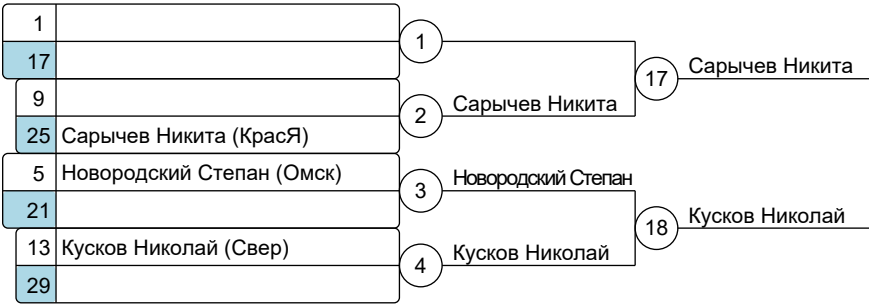 1
17
1
9
25 Сарычев Никита (КрасЯ)
2
Сарычев Никита
17
Сарычев Никита
5 Новородский Степан (Омск)
21
3
Новородский Степан
13 Кусков Николай (Свер)
29
4
Кусков Николай
18
Кусков Николай